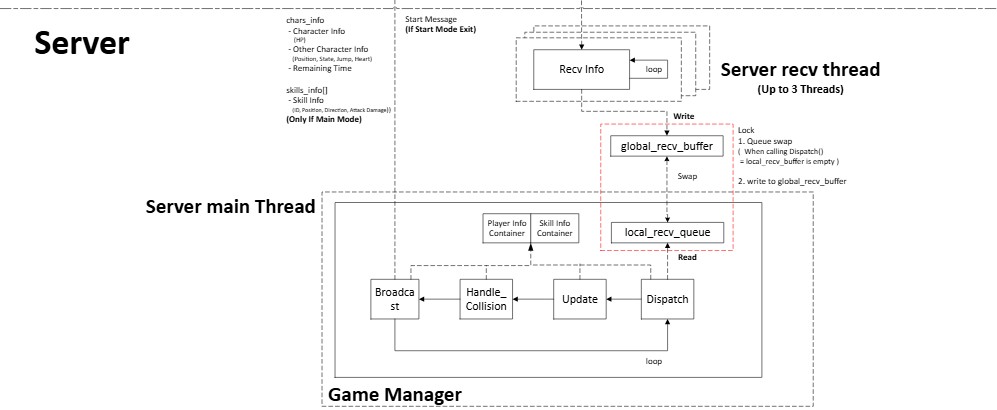 Server
chars_info
- Character Info
(HP)
- Other Character Info
(Position, State, Jump, Heart)
- Remaining Time
skills_info[]
- Skill Info
(ID, Position, Direction, Attack Damage))
(Only If Main Mode)
Start Message
(If Start Mode Exit)
Recv Info
loop
Server recv thread
(Up to 3 Threads)
Write
global_recv_buffer
Swap
local_recv_queue
Read
Lock
1. Queue swap
( When calling Dispatch()
= local_recv_buffer is empty )
2. write to global_recv_buffer
Server main Thread
Player Info
Container
Skill Info
Container
Broadca
st
Handle_
Collision
Update
Dispatch
loop
Game Manager